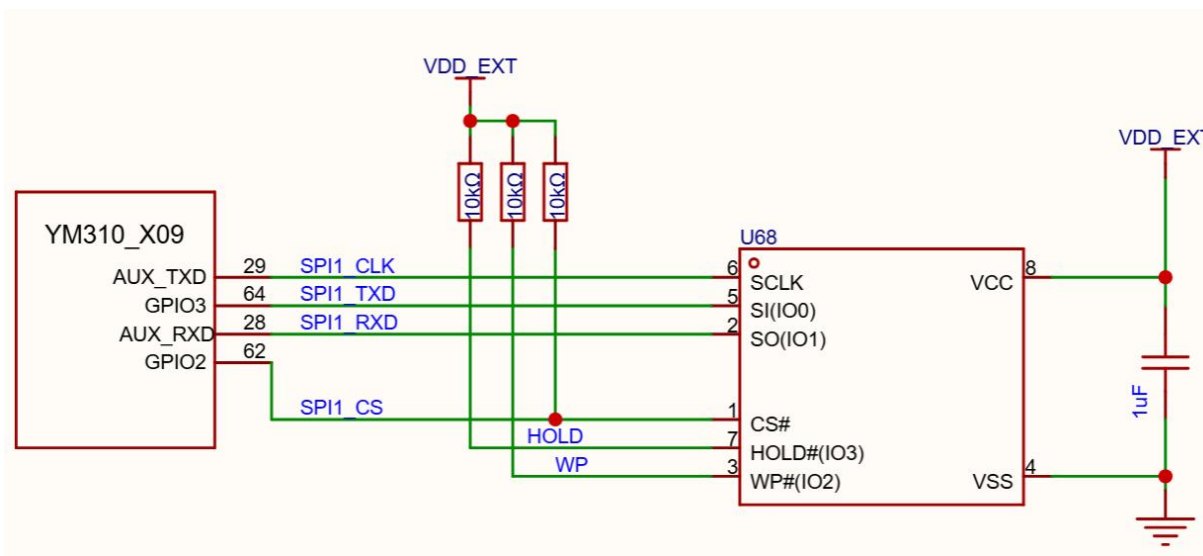 VDD_EXT
VDD_EXT
10kΩ
10kΩ
10kΩ
YM310_X09
U68
AUX_TXD 29 SPI1_CLK 6 SCLK
VCC 8
GPIO3 64 SPI1_TXD 5 SI(IO0)
AUX_RXD 28 SPI1_RXD 2 SO(IO1)
GPIO2 62
SPI1_CS 1 CS#
HOLD 7 HOLD#(IO3)
WP 3 WP#(IO2)
VSS 4
1uF